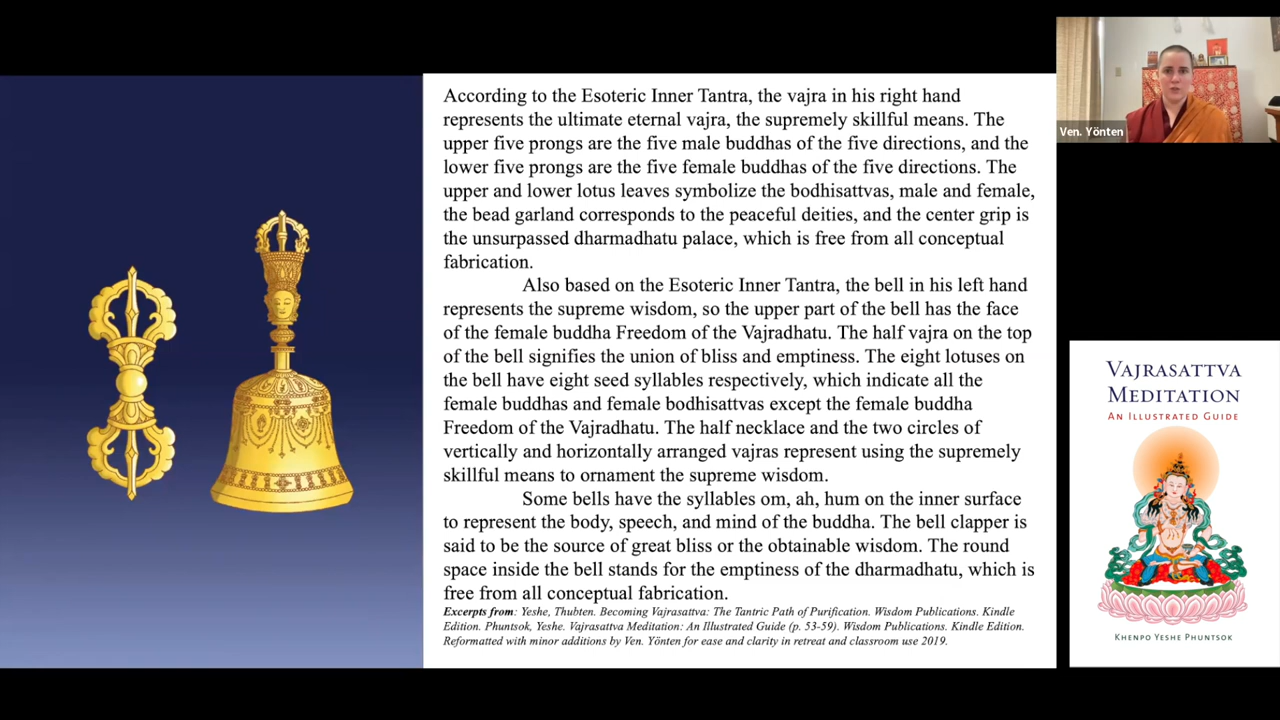 According to the Esoteric Inner Tantra, the vajra in his right hand
represents the ultimate eternal vajra, the supremely skillful means. The
upper five prongs are the five male buddhas of the five directions, and the
lower five prongs are the five female buddhas of the five directions. The
upper and lower lotus leaves symbolize the bodhisattvas, male and female,
the bead garland corresponds to the peaceful deities, and the center grip is
the unsurpassed dharmadhatu palace, which is free from all conceptual
fabrication.
Also based on the Esoteric Inner Tantra, the bell in his left hand
represents the supreme wisdom, so the upper part of the bell has the face
of the female buddha Freedom of the Vajradhatu. The half vajra on the top
of the bell signifies the union of bliss and emptiness. The eight lotuses on
the bell have eight seed syllables respectively, which indicate all the
female buddhas and female bodhisattvas except the female buddha
Freedom of the Vajradhatu. The half necklace and the two circles of
vertically and horizontally arranged vajras represent using the supremely
skillful means to ornament the supreme wisdom.
Some bells have the syllables om, ah, hum on the inner surface
to represent the body, speech, and mind of the buddha. The bell clapper is
said to be the source of great bliss or the obtainable wisdom. The round
space inside the bell stands for the emptiness of the dharmadhatu, which is
free from all conceptual fabrication.
Excerpts from: Yeshe, Thubten. Becoming Vajrasattva: The Tantric Path of Purification. Wisdom Publications. Kindle
Edition. Phuntsok, Yeshe. Vajrasattva Meditation: An Illustrated Guide (p. 53-59). Wisdom Publications. Kindle Edition.
Reformatted with minor additions by Ven. Yönten for ease and clarity in retreat and classroom use 2019.
Ven. Yönten
VAJRASATTVA
MEDITATION
AN ILLUSTRATED GUIDE
KHENPO YESHE PHUNTSOK